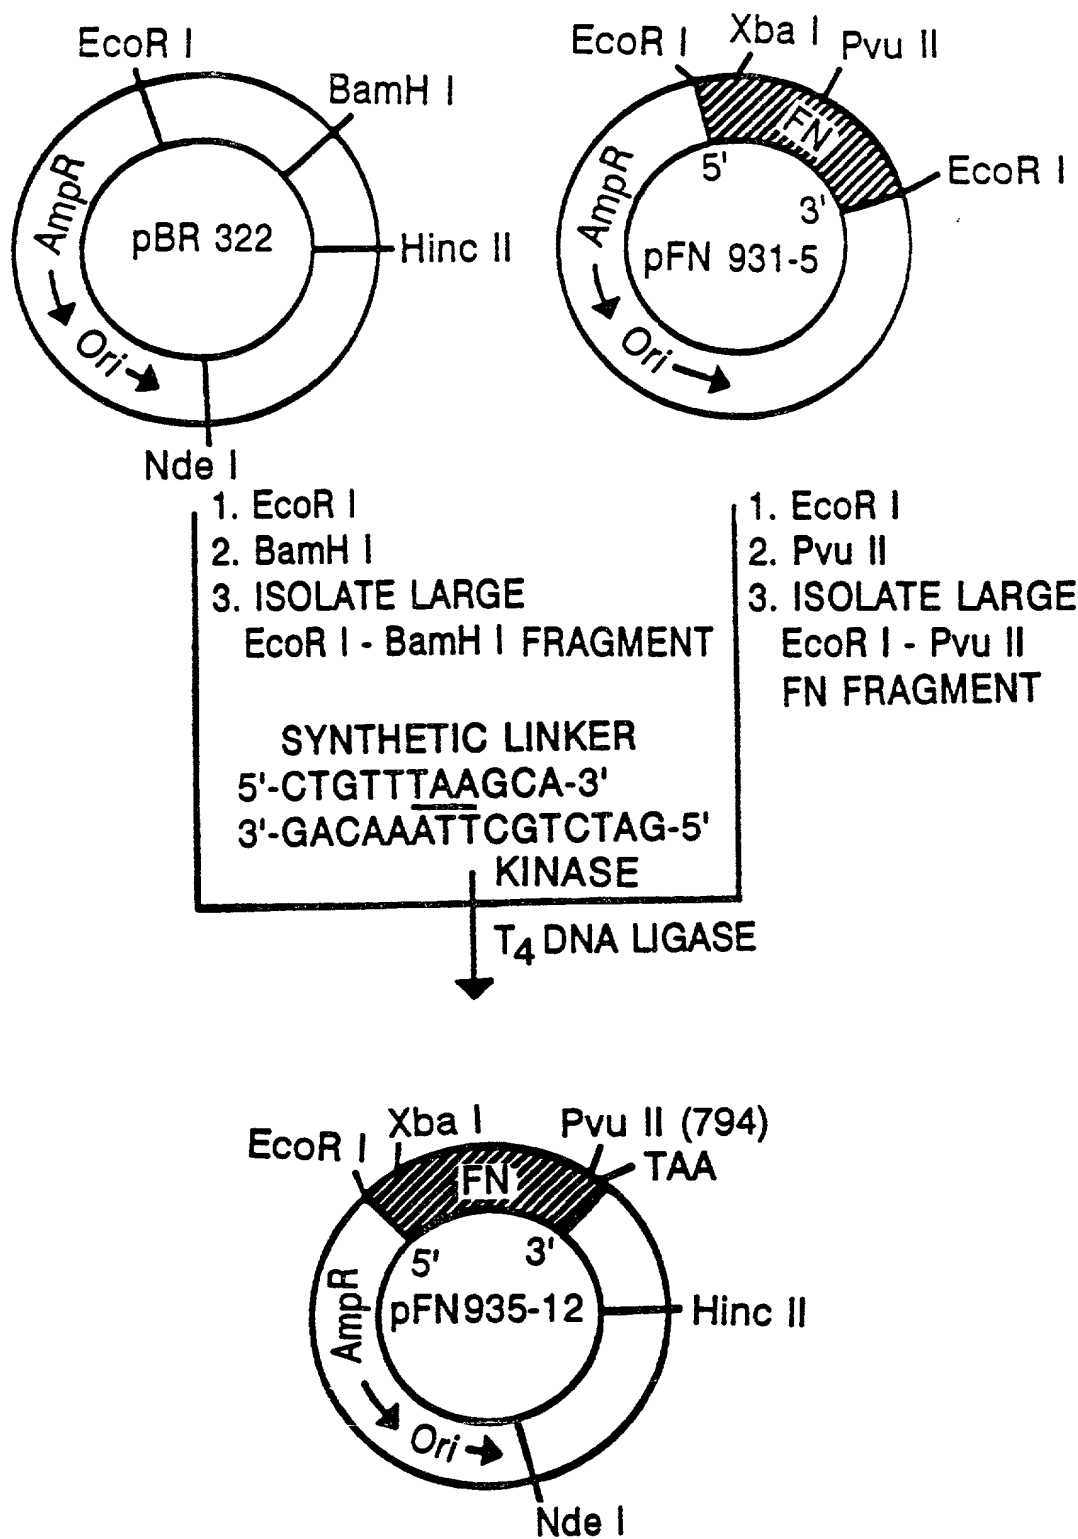 EcoR I
BamH I
AmpR
pBR 322
Hinc II
Ori
Nde I
EcoR I
Xba I
Pvu II
FN
EcoR I
AmpR
5'
3'
pFN 931-5
Ori
1. EcoR I
2. BamH I
3. ISOLATE LARGE
EcoR I - BamH I FRAGMENT
1. EcoR I
2. Pvu II
3. ISOLATE LARGE
EcoR I - Pvu II
FN FRAGMENT
SYNTHETIC LINKER
5'-CTGTTTAAGCA-3'
3'-GACAAATTCGTCTAG-5'
KINASE
T4 DNA LIGASE
EcoR I
Xba I
Pvu II (794)
TAA
FN
5'
3'
AmpR
pFN935-12
Hinc II
Ori
Nde I